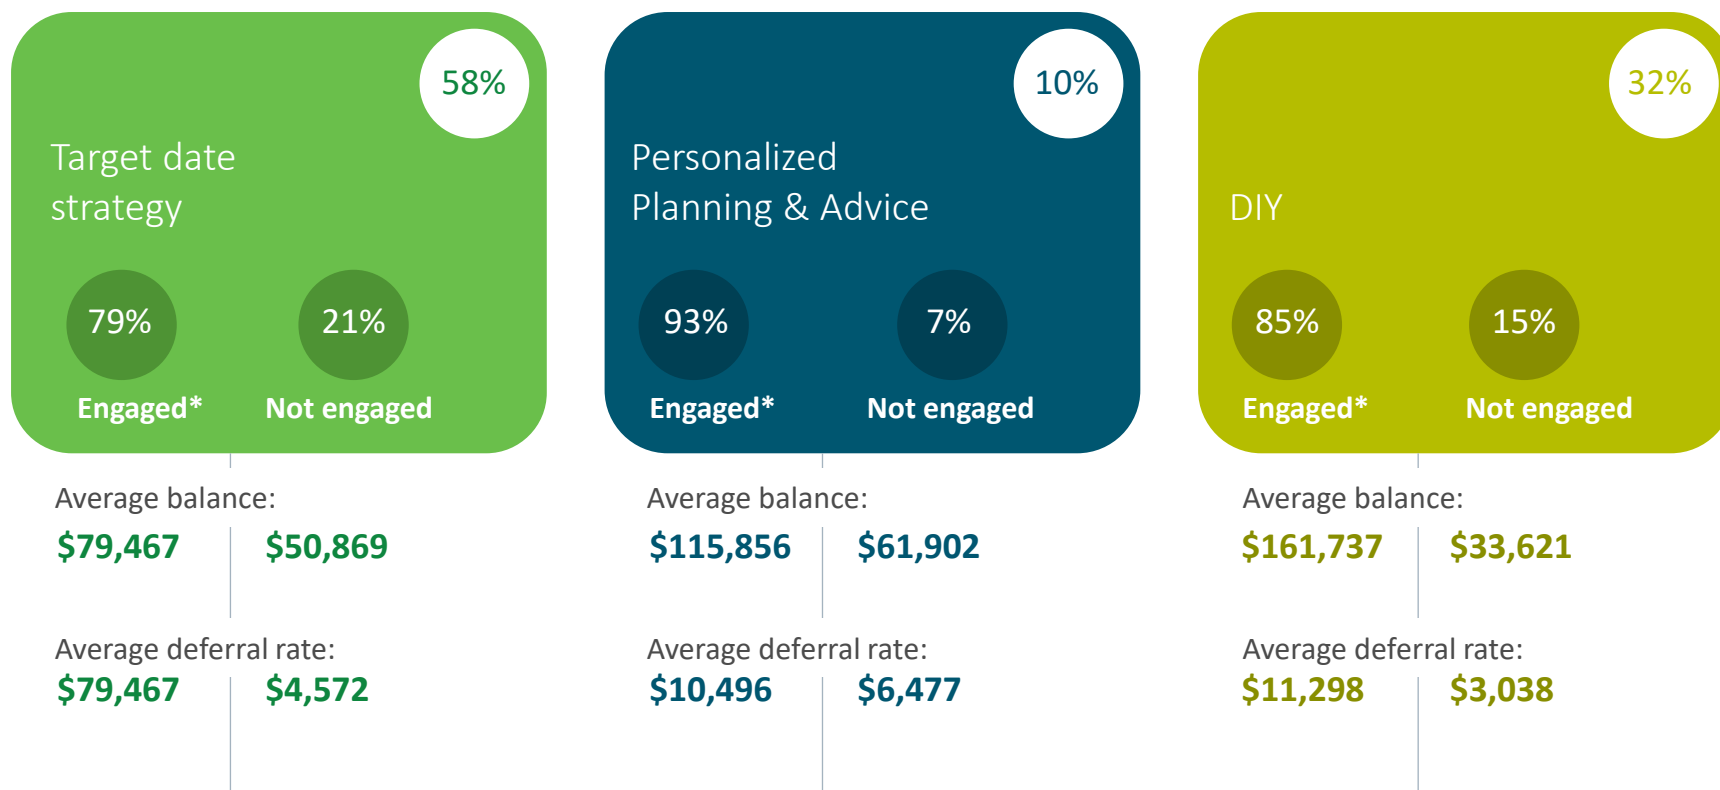 58%
Target date
strategy
79%
21%
Engaged*
Not engaged
Average balance:
$79,467
$50,869
Average deferral rate:
$79,467
$4,572
10%
Personalized
Planning & Advice
93%
7%
Engaged*
Not engaged
Average balance:
$115,856
$61,902
Average deferral rate:
$10,496
$6,477
32%
DIY
85%
15%
Engaged*
Not engaged
Average balance:
$161,737
$33,621
Average deferral rate:
$11,298
$3,038